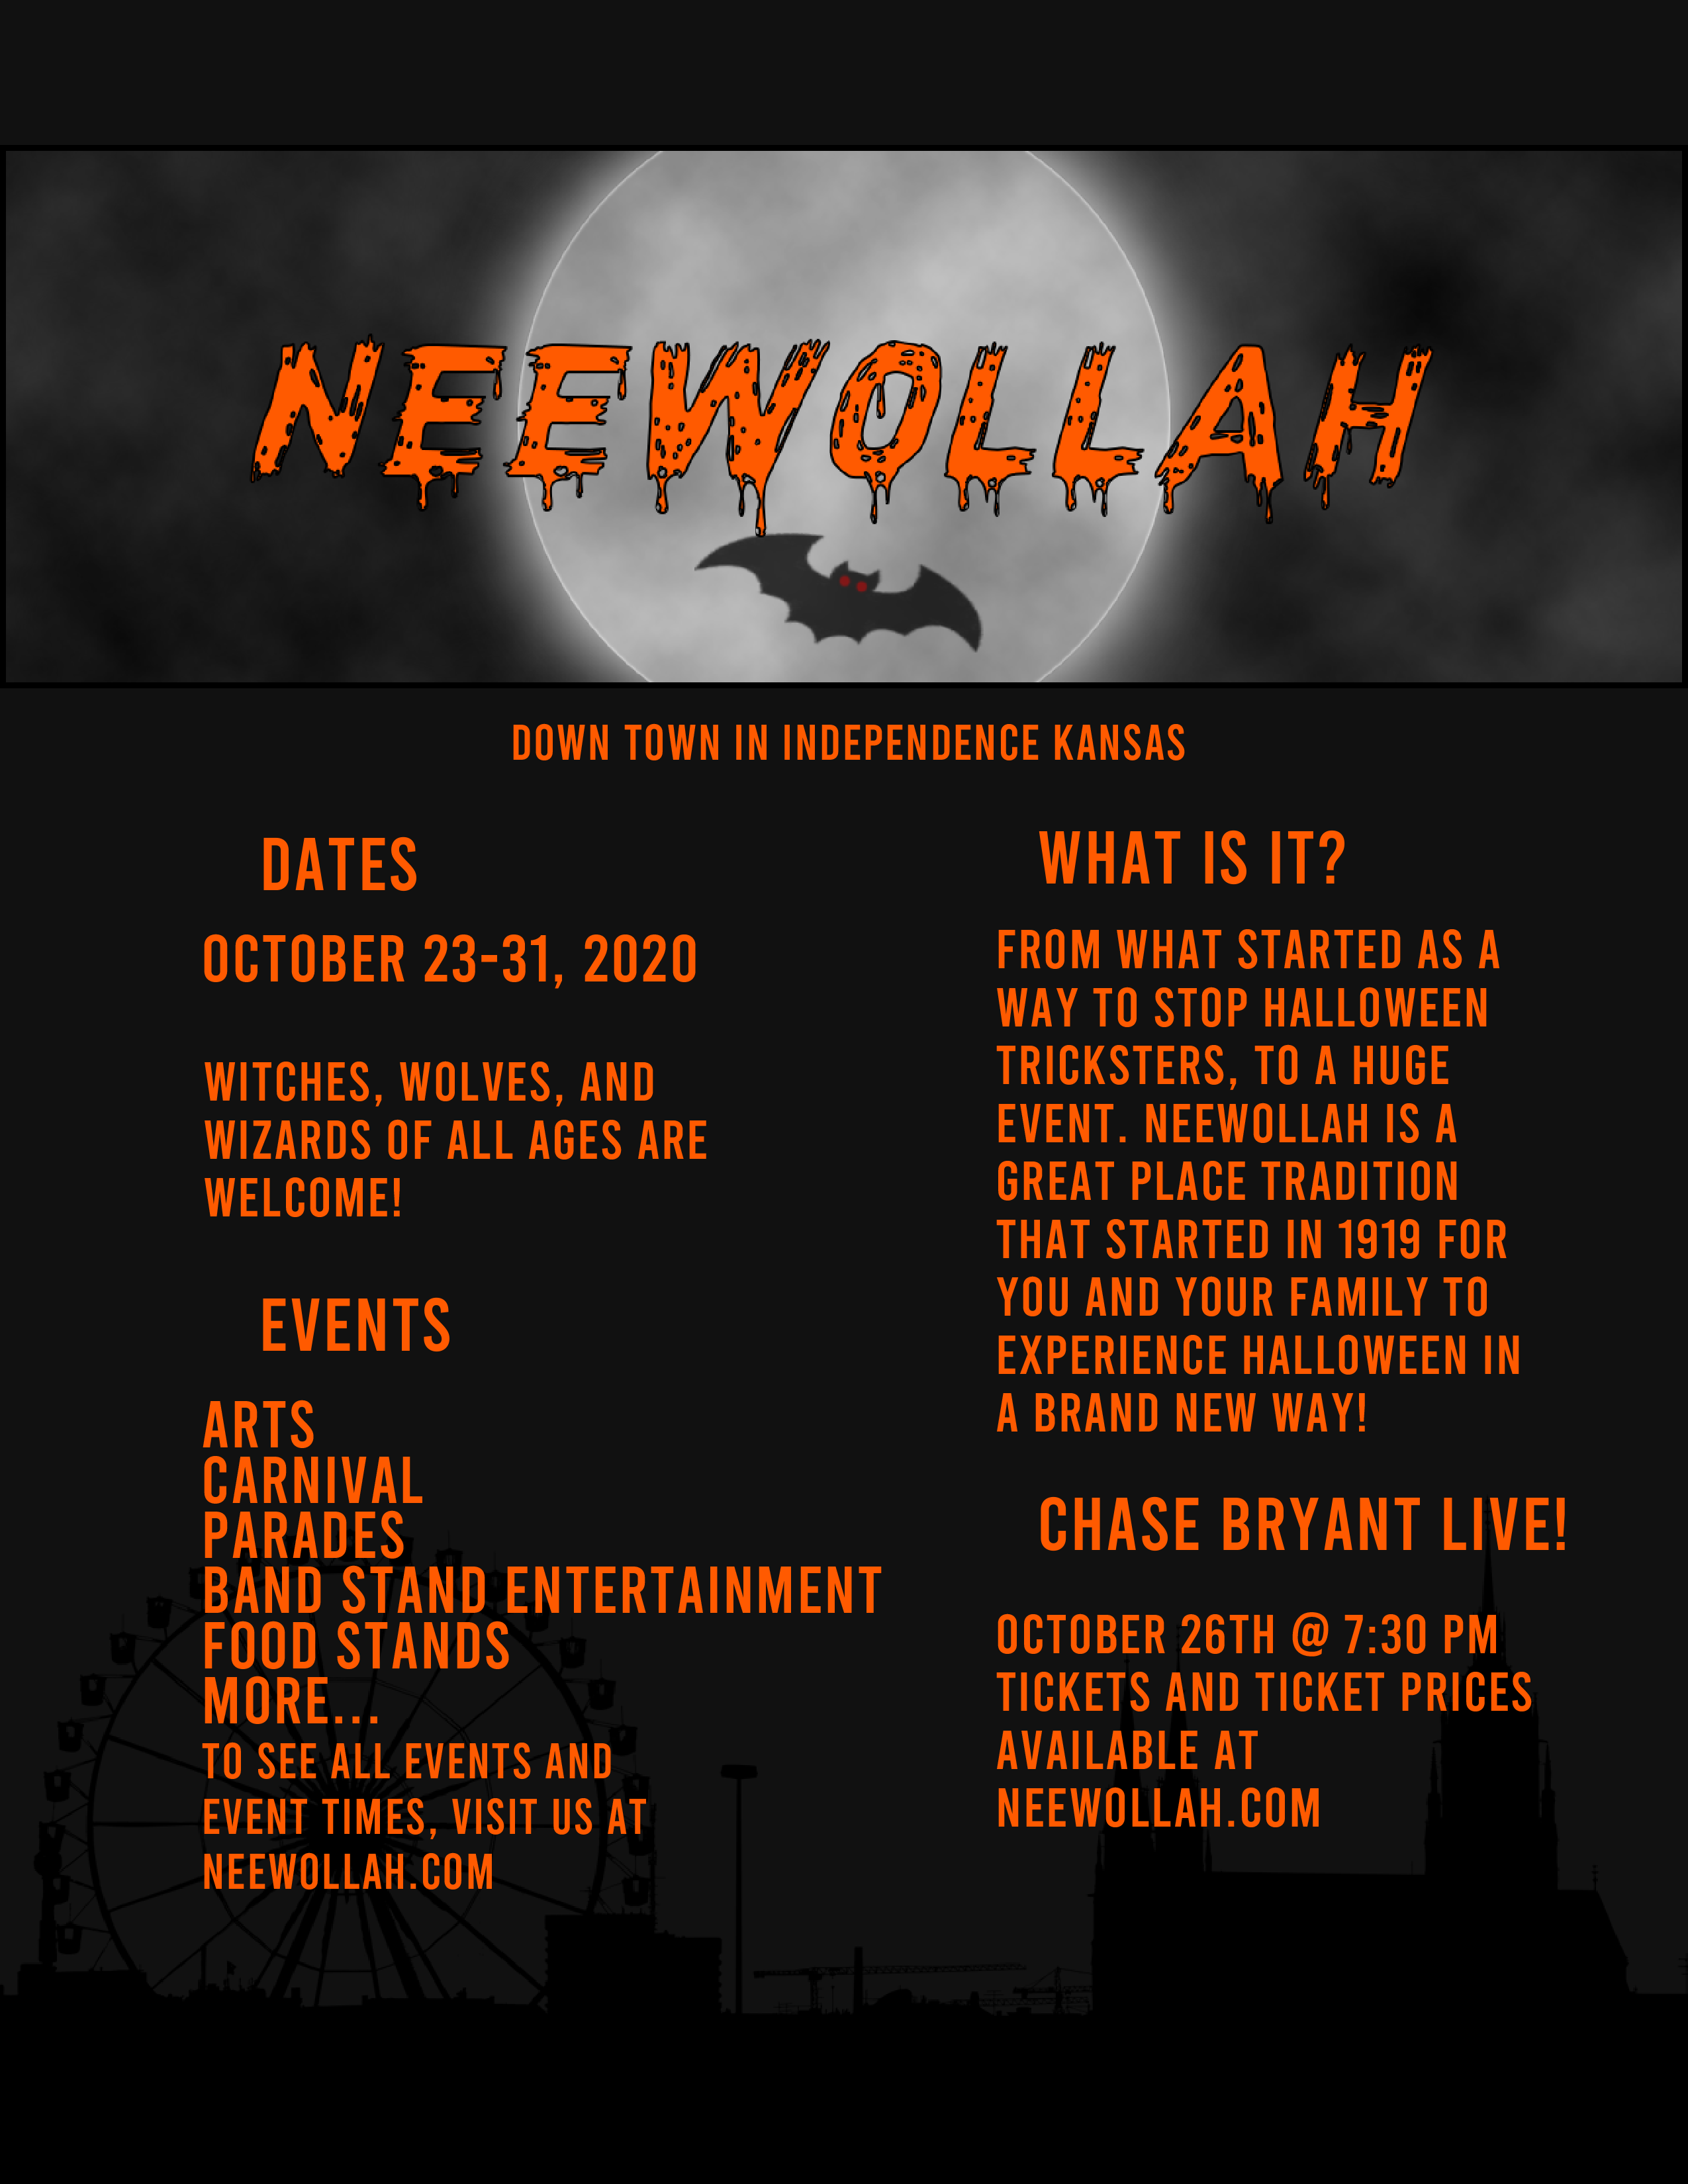 NEEWOLLAH
DOWN TOWN IN INDEPENDENCE KANSAS
DATES
OCTOBER 23-31, 2020
WITCHES, WOLVES, AND
WIZARDS OF ALL AGES ARE
WELCOME!
EVENTS
ARTS
CARNIVAL
PARADES
BAND STAND ENTERTAINMENT
FOOD STANDS
MORE...
TO SEE ALL EVENTS AND
EVENT TIMES, VISIT US AT
NEEWOLLAH.COM
WHAT IS IT?
FROM WHAT STARTED AS A
WAY TO STOP HALLOWEEN
TRICKSTERS, TO A HUGE
EVENT. NEEWOLLAH IS A
GREAT PLACE TRADITION
THAT STARTED IN 1919 FOR
YOU AND YOUR FAMILY TO
EXPERIENCE HALLOWEEN IN
A BRAND NEW WAY!
CHASE BRYANT LIVE!
OCTOBER 26TH @ 7:30 PM
TICKETS AND TICKET PRICES
AVAILABLE AT
NEEWOLLAH.COM